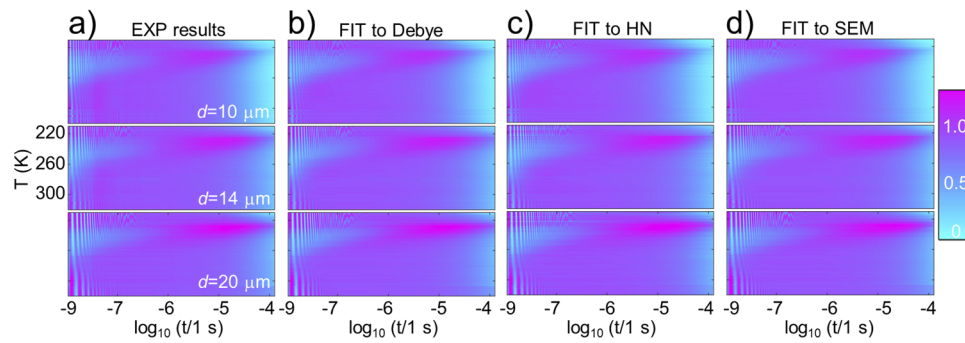 a) EXP results b) FIT to Debye c) FIT to HN d) FIT to SEM
d=10 μm
220
260
300
T (K)
d=14 μm
d=20 μm
1.0
0.5
0
-9 -7 -6 -5 -4 -9 -7 -6 -5 -4 -9 -7 -6 -5 -4 -9 -7 -6 -5 -4
log₁₀ (t/1 s) log₁₀ (t/1 s) log₁₀ (t/1 s) log₁₀ (t/1 s)